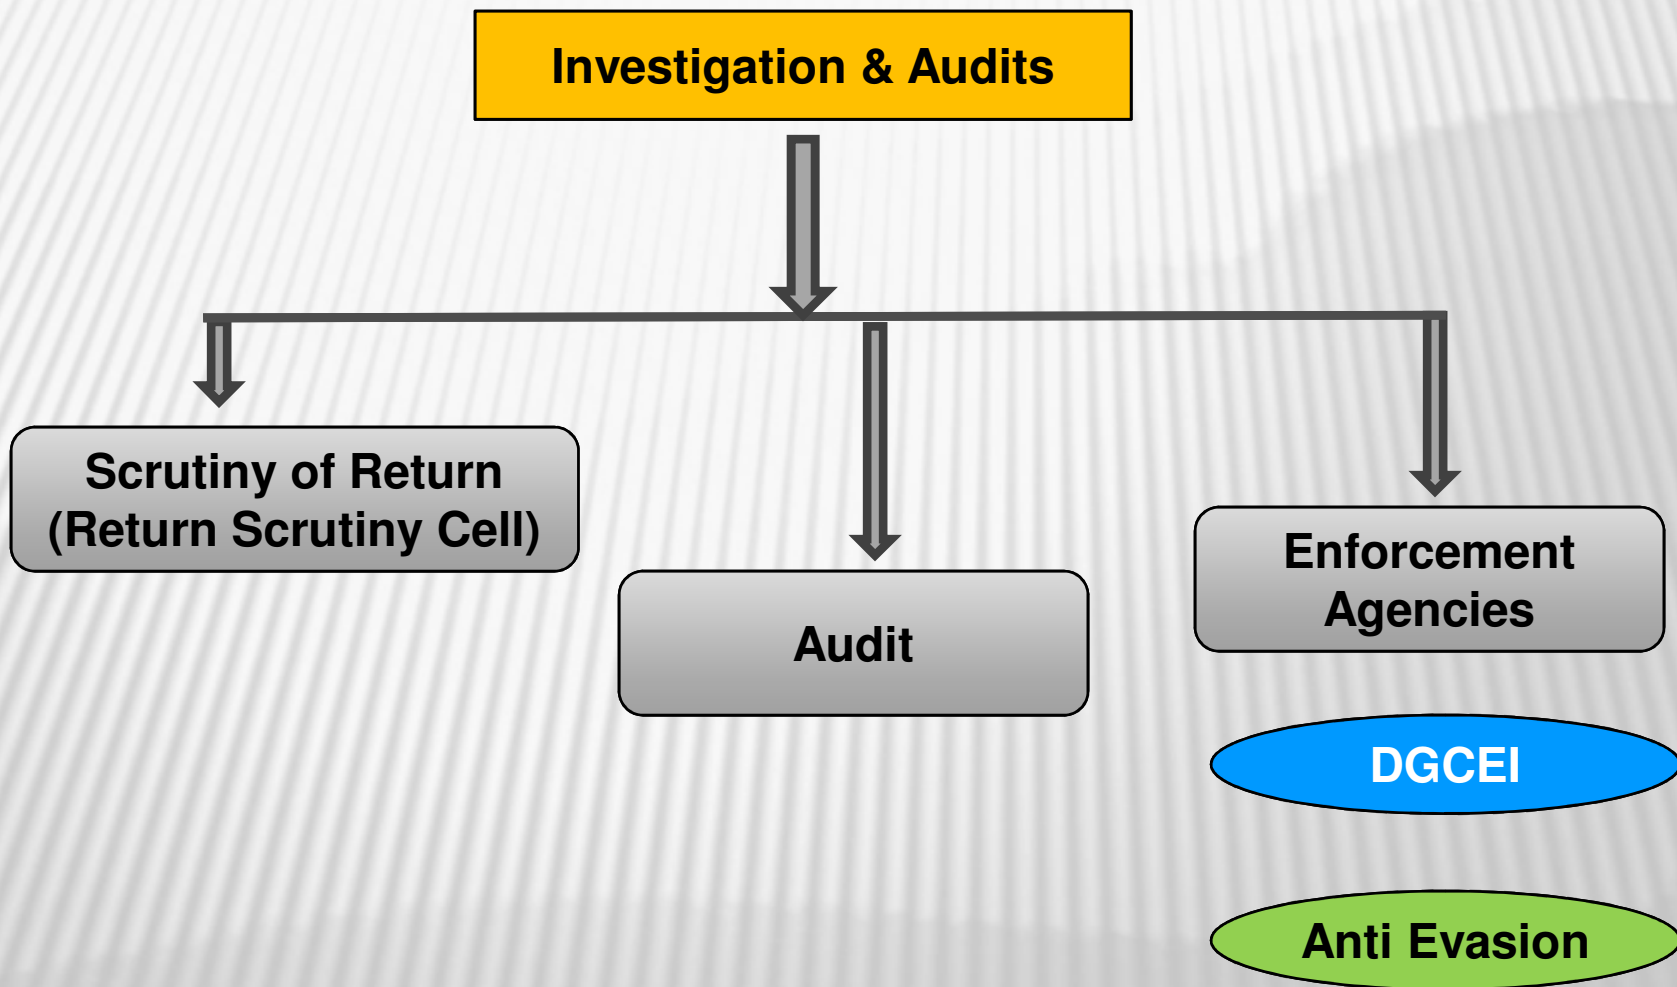 Investigation & Audits
Scrutiny of Return
(Return Scrutiny Cell)
Audit
Enforcement
Agencies
DGCEI
Anti Evasion